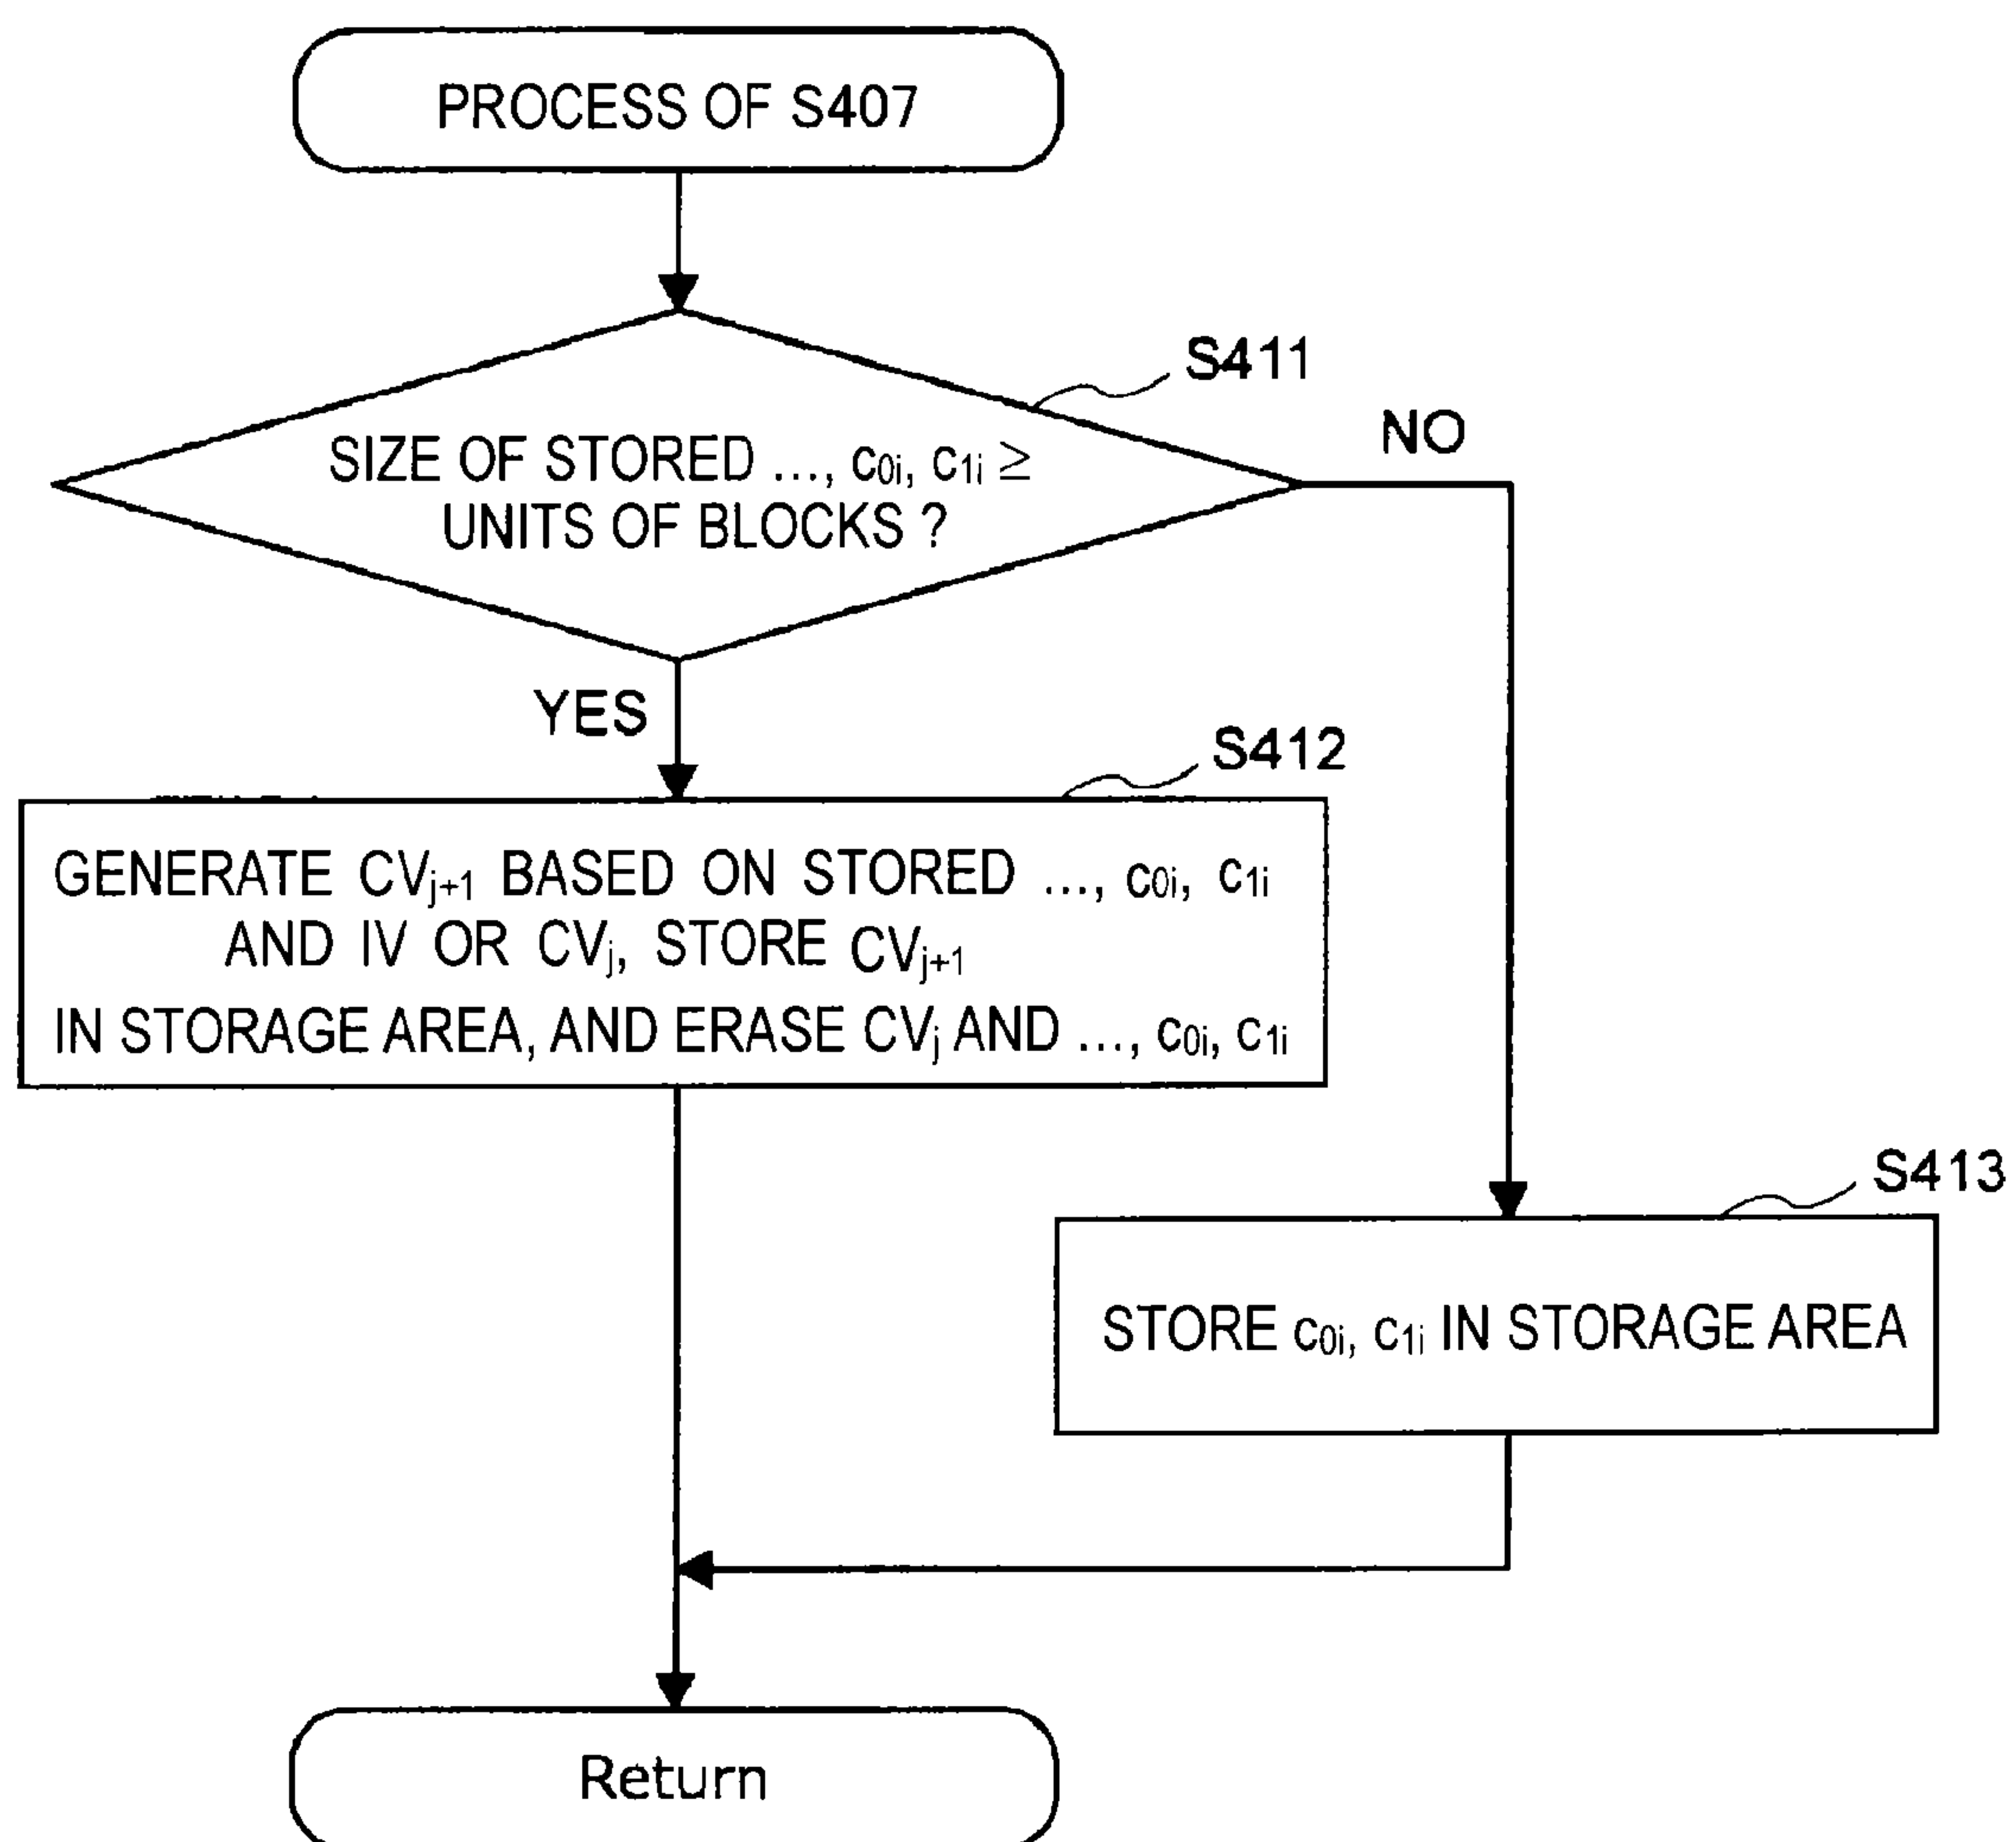 PROCESS OF S407
S411
NO
SIZE OF STORED ..., c0i, c1i ≥
UNITS OF BLOCKS ?
YES
S412
GENERATE CVj+1 BASED ON STORED ..., c0i, c1i
AND IV OR CVj, STORE CVj+1
IN STORAGE AREA, AND ERASE CVj AND ..., c0i, c1i
S413
STORE c0i, c1i IN STORAGE AREA
Return